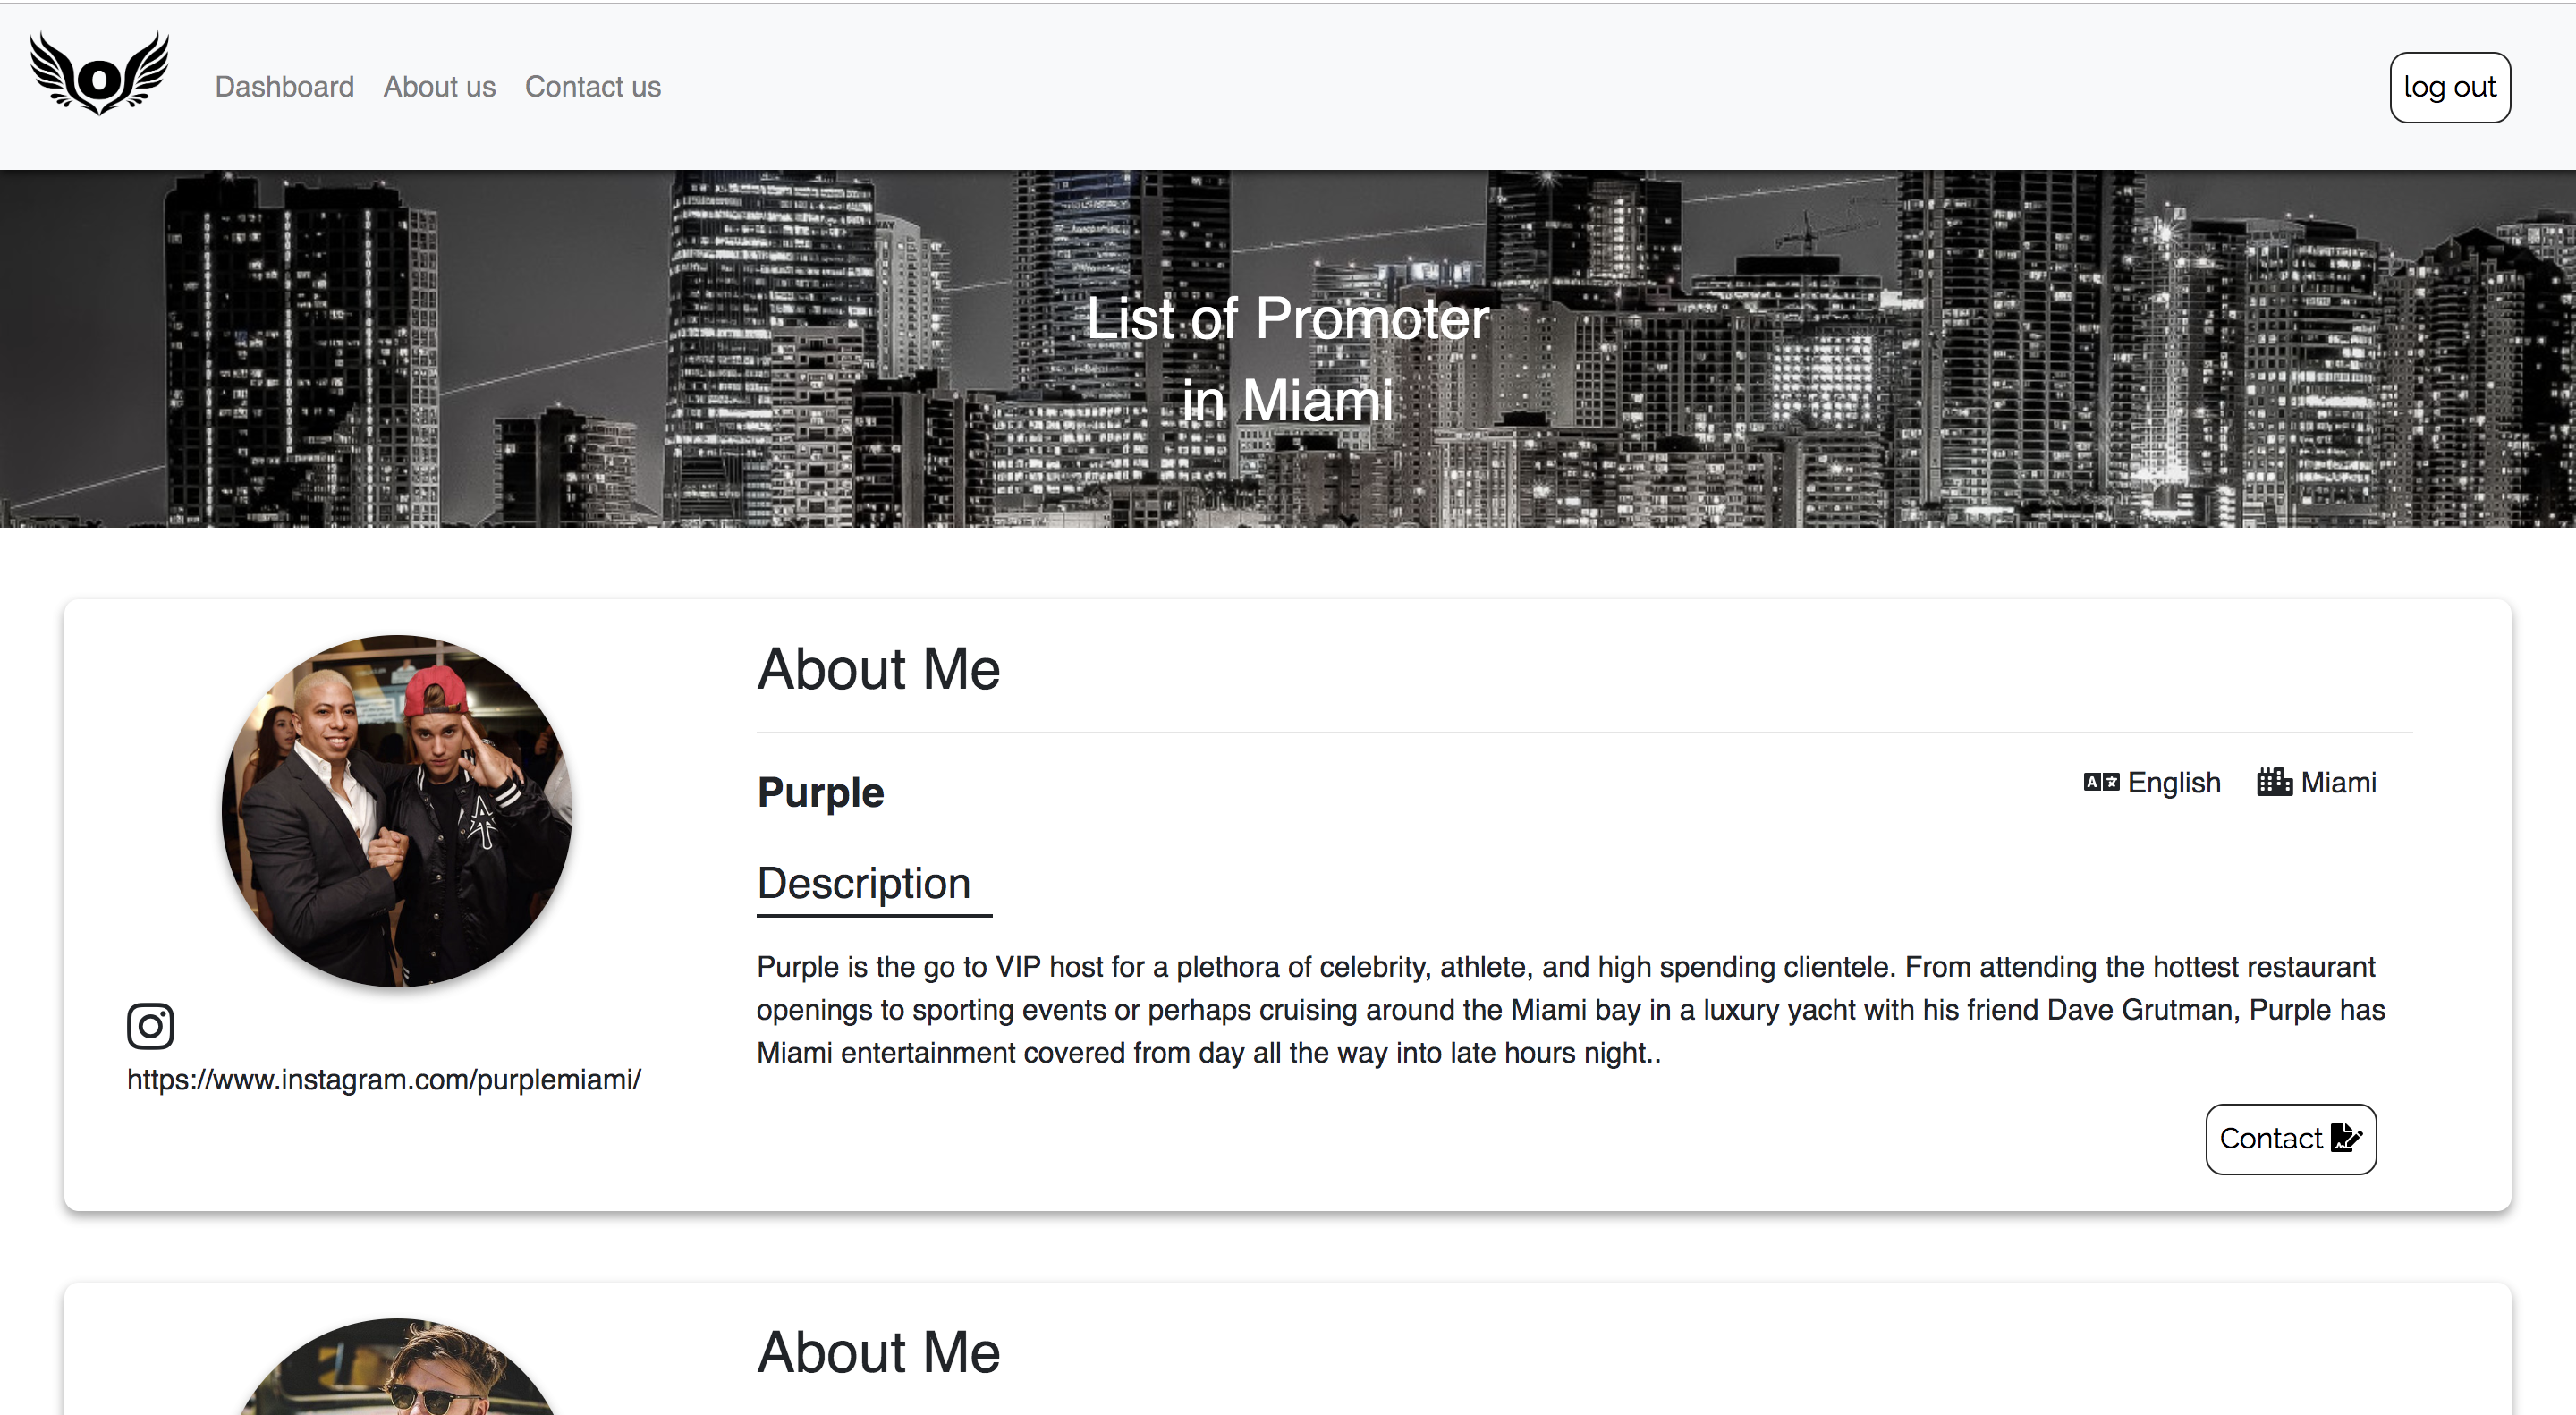 O
Dashboard About us Contact us
log out
List of Promoter
in Miami
About Me
Purple
English Miami
Description
Purple is the go to VIP host for a plethora of celebrity, athlete, and high spending clientele. From attending the hottest restaurant
openings to sporting events or perhaps cruising around the Miami bay in a luxury yacht with his friend Dave Grutman, Purple has
Miami entertainment covered from day all the way into late hours night..
https://www.instagram.com/purplemiami/
Contact
About Me